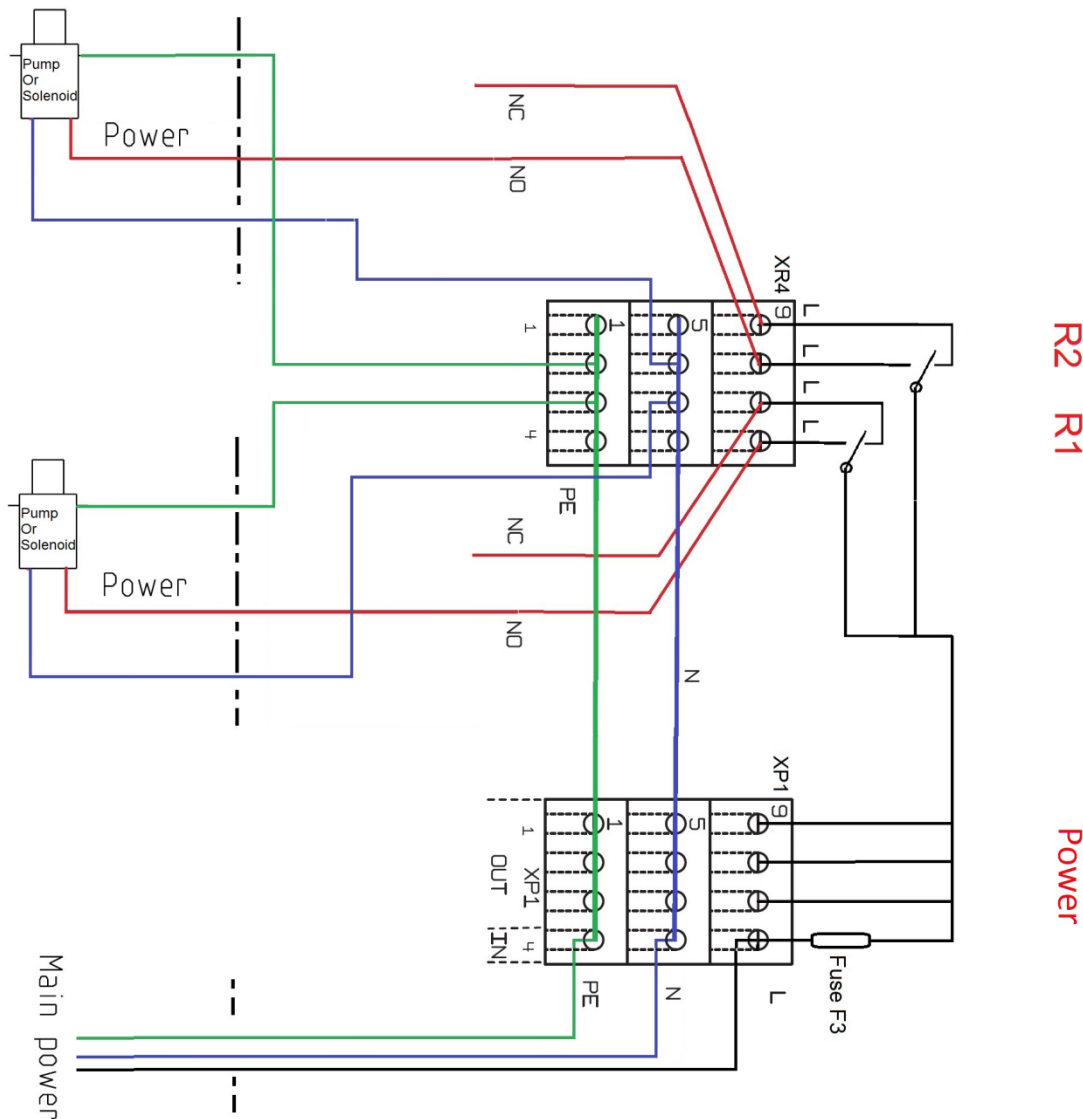 Pump
Or
Solenoid
Power
NC
NO
XR4
9
L
L
L
L
1
5
1
4
R2
R1
PE
Pump
Or
Solenoid
Power
NC
NO
N
XP1
9
1
5
1
OUT
XP1
IN
4
Power
PE
N
L
Fuse F3
Main power